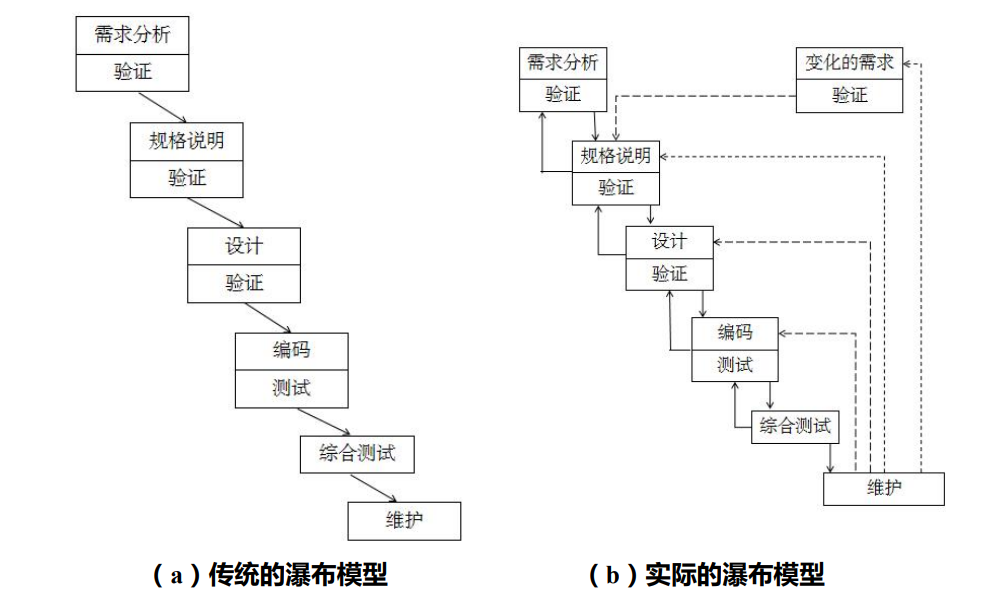 需求分析
验证
规格说明
验证
设计
验证
编码
测试
综合测试
维护
（a）传统的瀑布模型
需求分析
验证
变化的需求
验证
规格说明
验证
设计
验证
编码
测试
综合测试
维护
（b）实际的瀑布模型